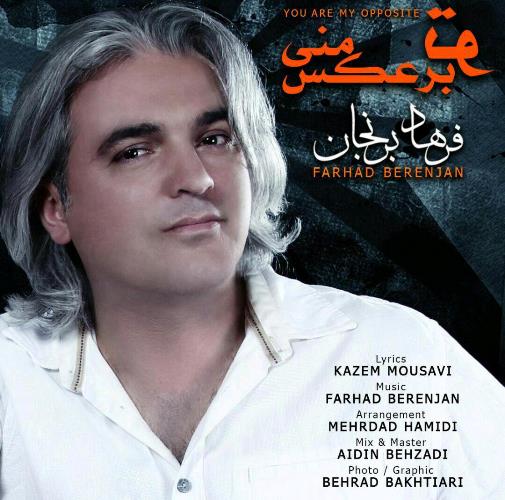 YOU ARE MY OPPOSITE
تو
برعکس منی
فرهاد برنجان
FARHAD BERENJAN
Lyrics
KAZEM MOUSAVI
Music
FARHAD BERENJAN
Arrangement
MEHRDAD HAMIDI
Mix & Master
AIDIN BEHZADI
Photo / Graphic
BEHRAD BAKHTIARI